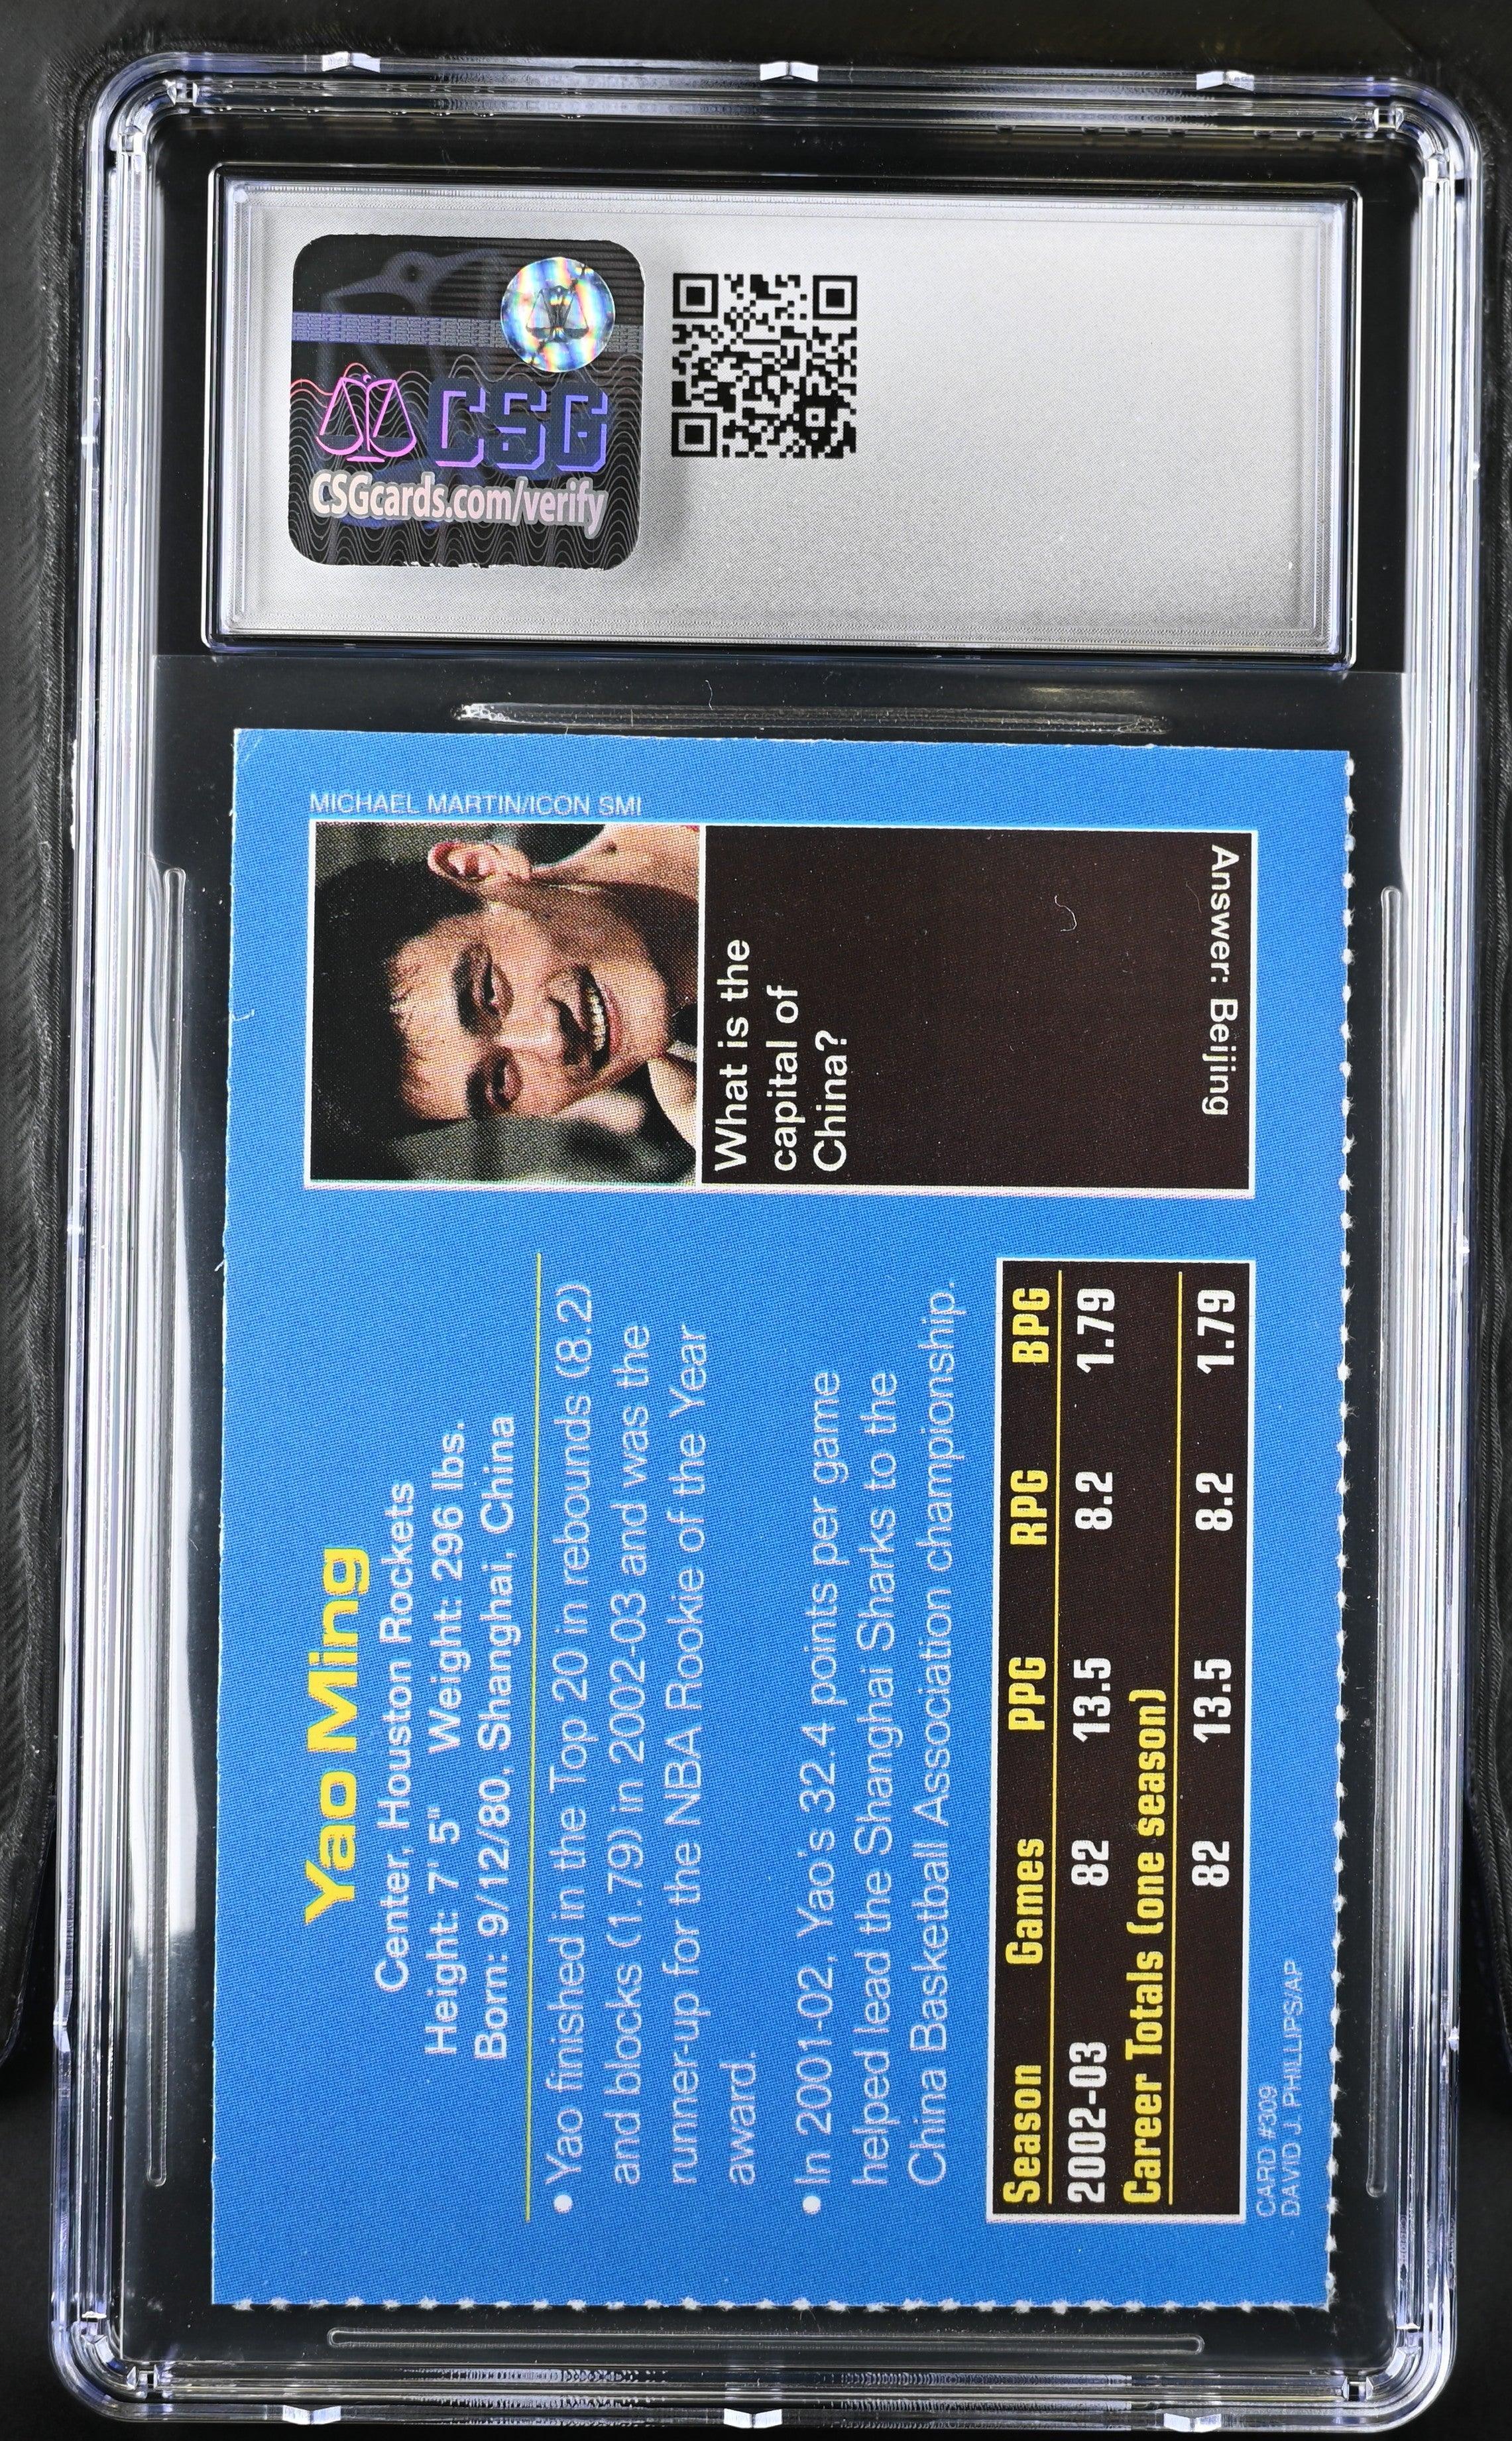 CSG
CSGcards.com/verify
Yao Ming
Center, Houston Rockets
Height: 7' 5" Weight: 296 lbs.
Born: 9/12/80, Shanghai, China
• Yao finished in the Top 20 in rebounds (8.2)
and blocks (1.79) in 2002-03 and was the
runner-up for the NBA Rookie of the Year
award.
• In 2001-02, Yao's 32.4 points per game
helped lead the Shanghai Sharks to the
China Basketball Association championship.
Season Games PPG RPG BPG
2002-03 82 13.5 8.2 1.79
Career Totals (one season)
82 13.5 8.2 1.79
CARD #309
DAVID J. PHILLIPS/AP
MICHAEL MARTIN/ICON SMI
What is the
capital of
China?
Answer: Beijing